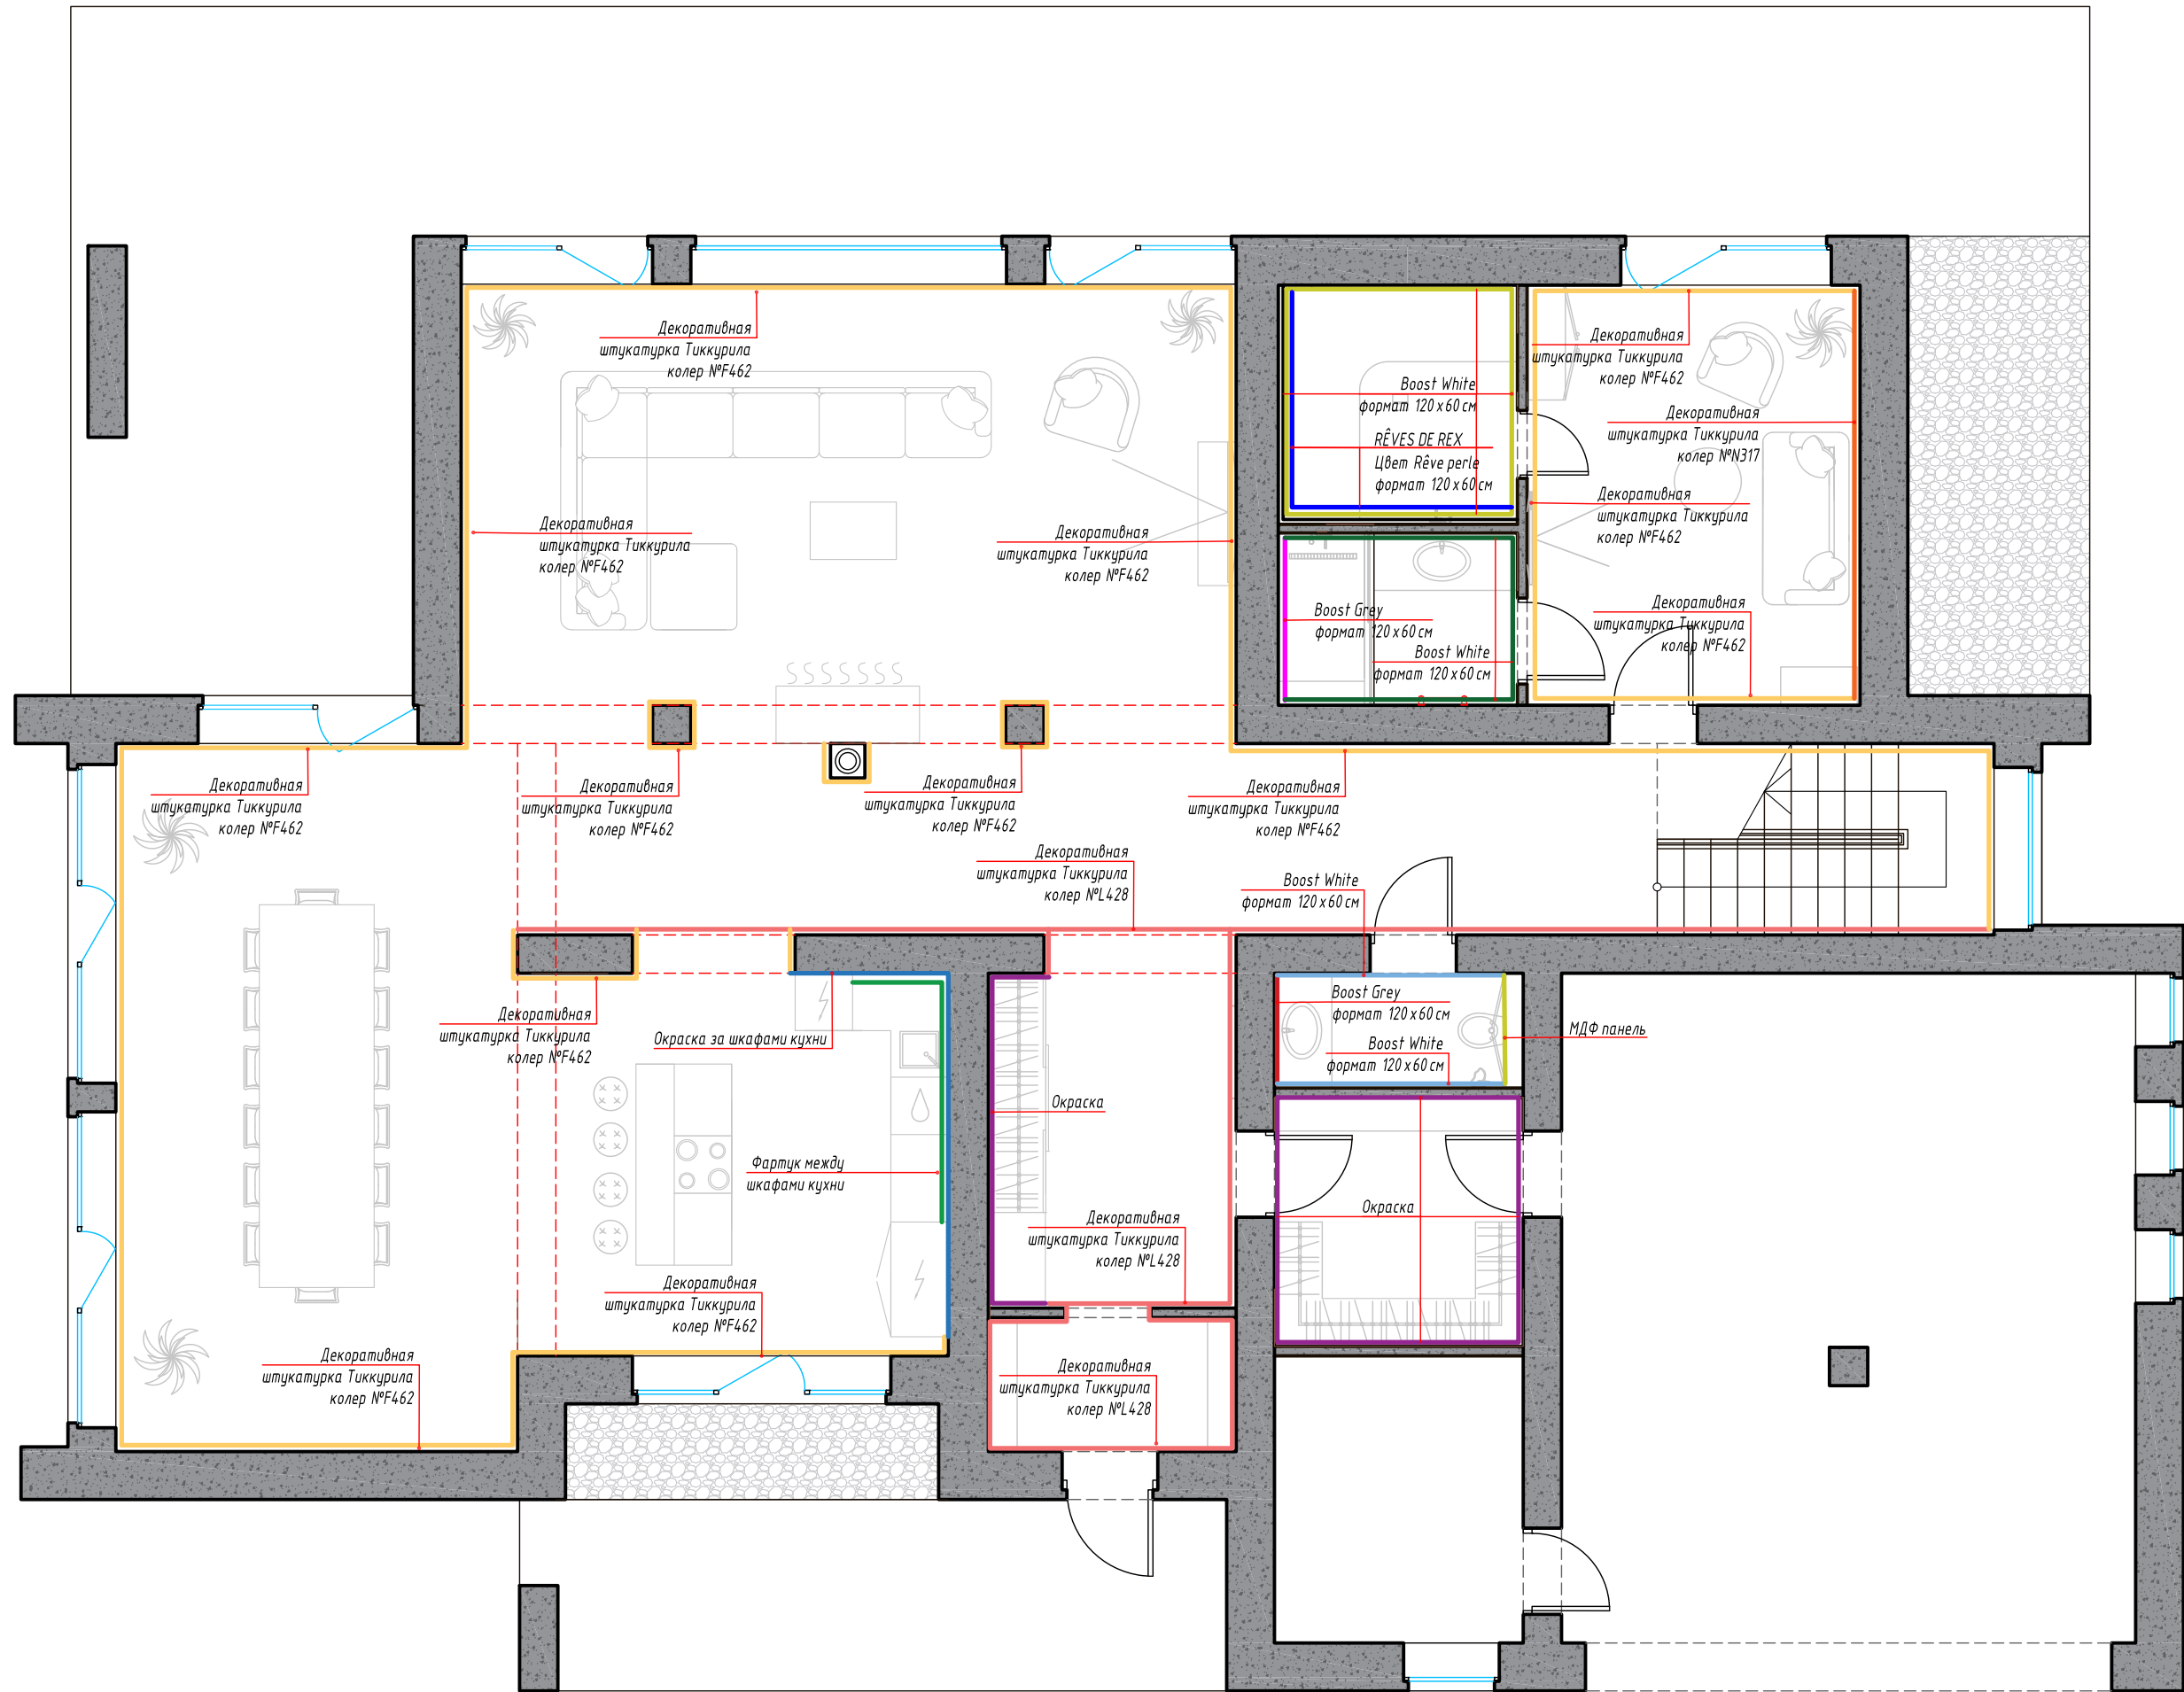 Декоративная
штукатурка Тиккурила
колер №F462
Декоративная
штукатурка Тиккурила
колер №F462
Boost White
формат 120х60см
RÊVES DE REX
Цвет Rêve perle
формат 120х60см
Декоративная
штукатурка Тиккурила
колер №N317
Декоративная
штукатурка Тиккурила
колер №F462
Декоративная
штукатурка Тиккурила
колер №F462
Декоративная
штукатурка Тиккурила
колер №F462
Boost Grey
формат 120х60см
Boost White
формат 120х60см
Декоративная
штукатурка Тиккурила
колер №F462
Декоративная
штукатурка Тиккурила
колер №F462
Декоративная
штукатурка Тиккурила
колер №F462
Декоративная
штукатурка Тиккурила
колер №F462
Декоративная
штукатурка Тиккурила
колер №F462
Декоративная
штукатурка Тиккурила
колер №L428
Boost White
формат 120х60см
Декоративная
штукатурка Тиккурила
колер №F462
Окраска за шкафами кухни
Boost Grey
формат 120х60см
МДФ панель
Boost White
формат 120х60см
Окраска
Фартук между
шкафами кухни
Окраска
Декоративная
штукатурка Тиккурила
колер №L428
Декоративная
штукатурка Тиккурила
колер №F462
Декоративная
штукатурка Тиккурила
колер №F462
Декоративная
штукатурка Тиккурила
колер №L428